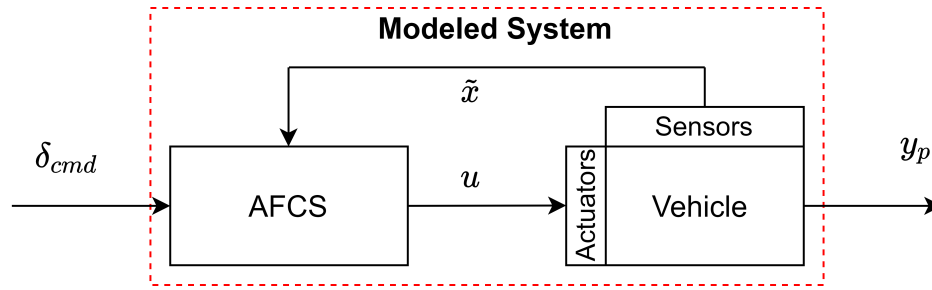 Modeled System
x̃
Sensors
δ_cmd
y_p
u
Actuators
AFCS
Vehicle